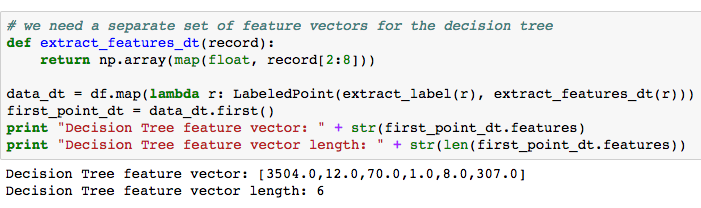 # we need a separate set of feature vectors for the decision tree
def extract_features_dt(record):
    return np.array(map(float, record[2:8]))
data_dt = df.map(lambda r: LabeledPoint(extract_label(r), extract_features_dt(r)))
first_point_dt = data_dt.first()
print "Decision Tree feature vector: " + str(first_point_dt.features)
print "Decision Tree feature vector length: " + str(len(first_point_dt.features))
Decision Tree feature vector: [3504.0,12.0,70.0,1.0,8.0,307.0]
Decision Tree feature vector length: 6